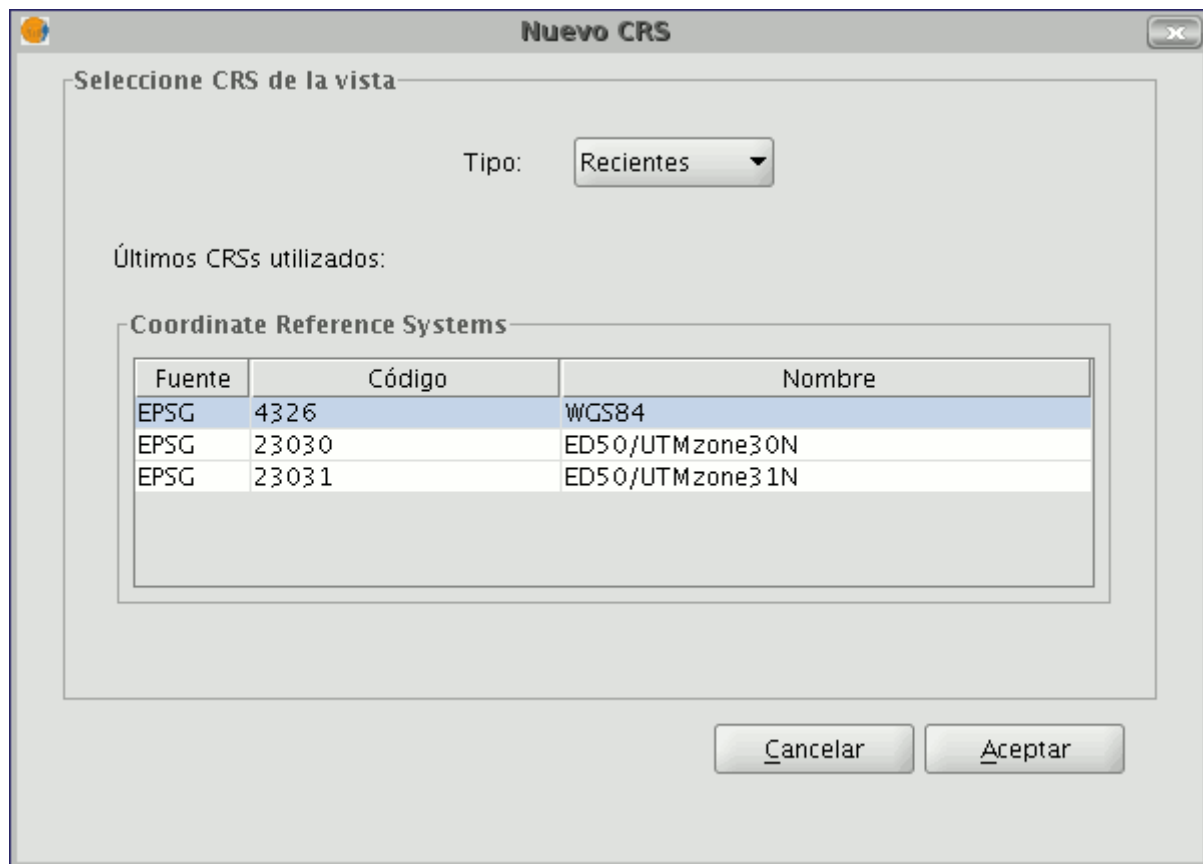 Nuevo CRS
Seleccione CRS de la vista
Tipo: Recientes
Últimos CRSs utilizados:
Coordinate Reference Systems
Fuente Código Nombre
EPSG 4326 WGS84
EPSG 23030 ED50/UTMzone30N
EPSG 23031 ED50/UTMzone31N
Cancelar Aceptar